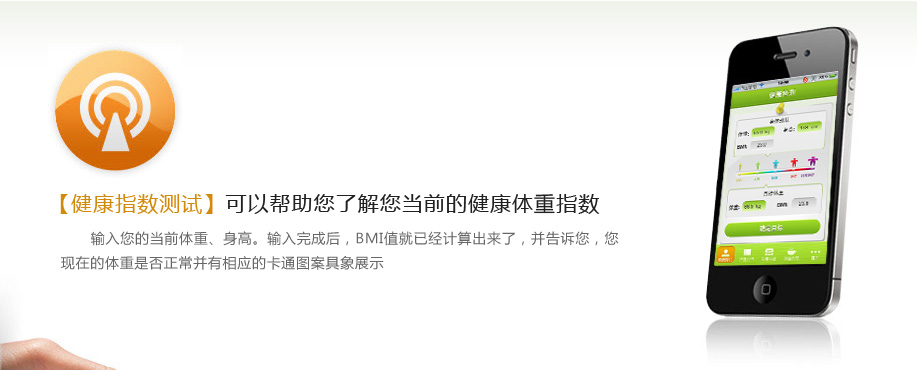 【健康指数测试】可以帮助您了解您当前的健康体重指数
输入您的当前体重、身高。输入完成后，BMI值就已经计算出来了，并告诉您，您
现在的体重是否正常并有相应的卡通图案具象展示